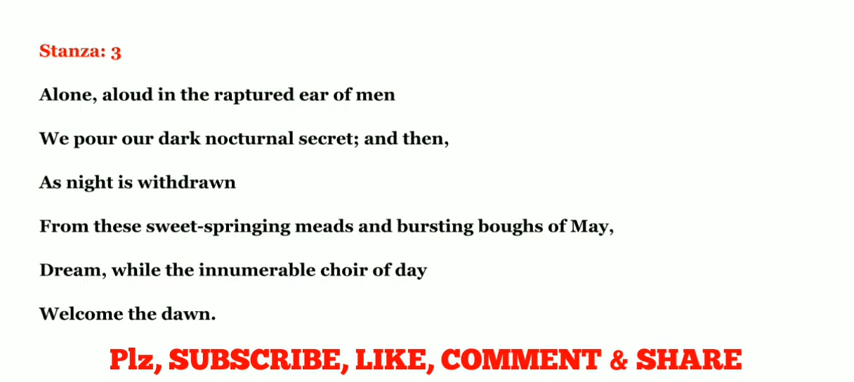 Stanza: 3
Alone, aloud in the raptured ear of men
We pour our dark nocturnal secret; and then,
As night is withdrawn
From these sweet-springing meads and bursting boughs of May,
Dream, while the innumerable choir of day
Welcome the dawn.
Plz, SUBSCRIBE, LIKE, COMMENT & SHARE